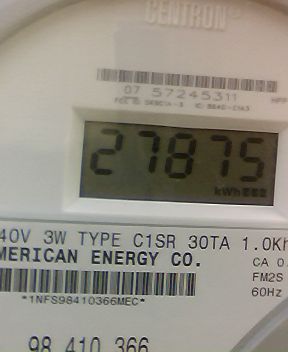 CENTRON®
07 57245311
27875
kWh
40V 3W TYPE C1SR 30TA 1.0Kh
MERICAN ENERGY CO.
CA 0.
FM2S
60Hz
*1NFS98410366MEC*
98 410 366